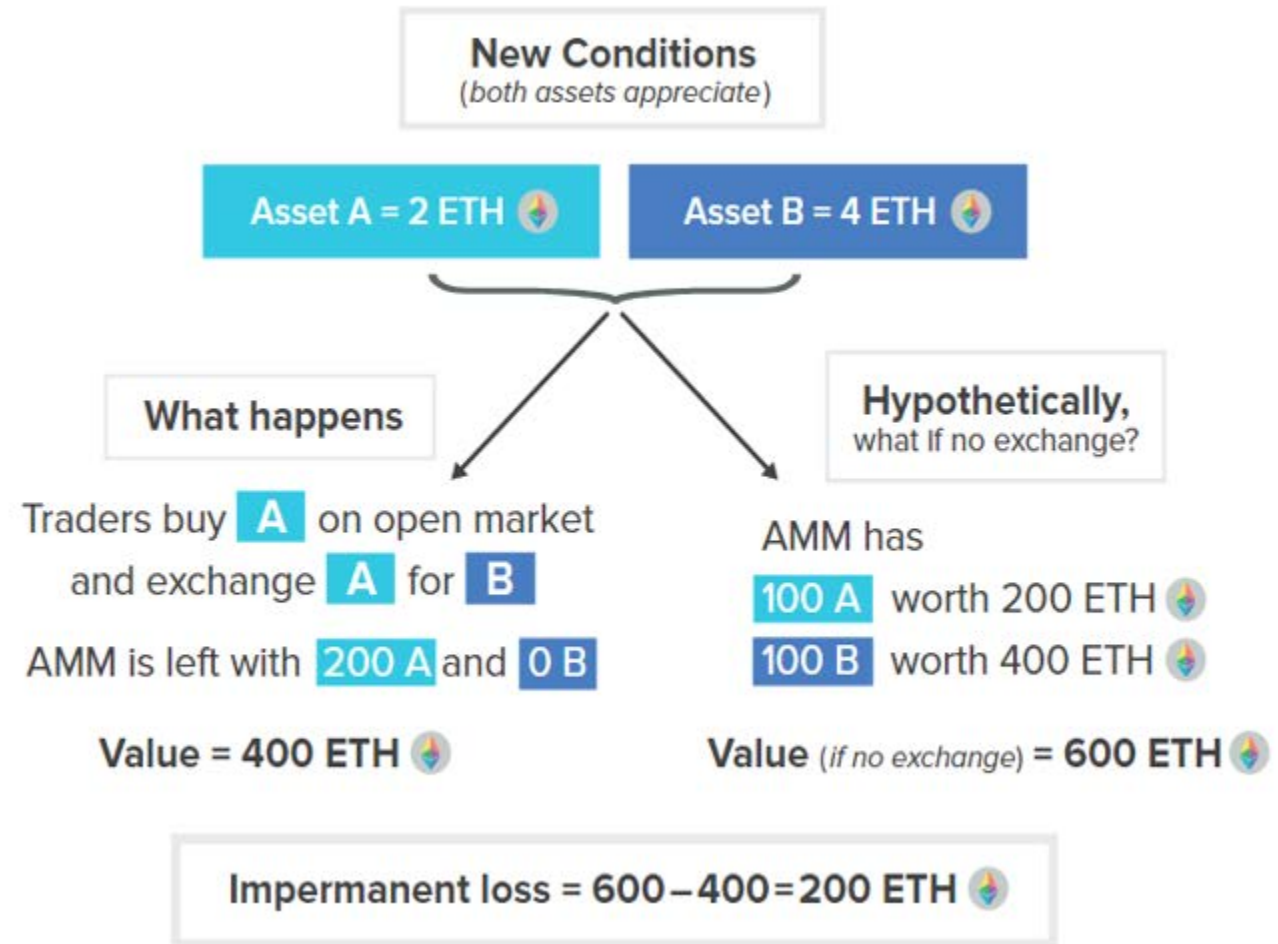 New Conditions
(both assets appreciate)
Asset A = 2 ETH
Asset B = 4 ETH
What happens
Traders buy A on open market
and exchange A for B
AMM is left with 200 A and 0 B
Value = 400 ETH
Hypothetically,
what If no exchange?
AMM has
100 A worth 200 ETH
100 B worth 400 ETH
Value (if no exchange) = 600 ETH
Impermanent loss = 600–400=200 ETH